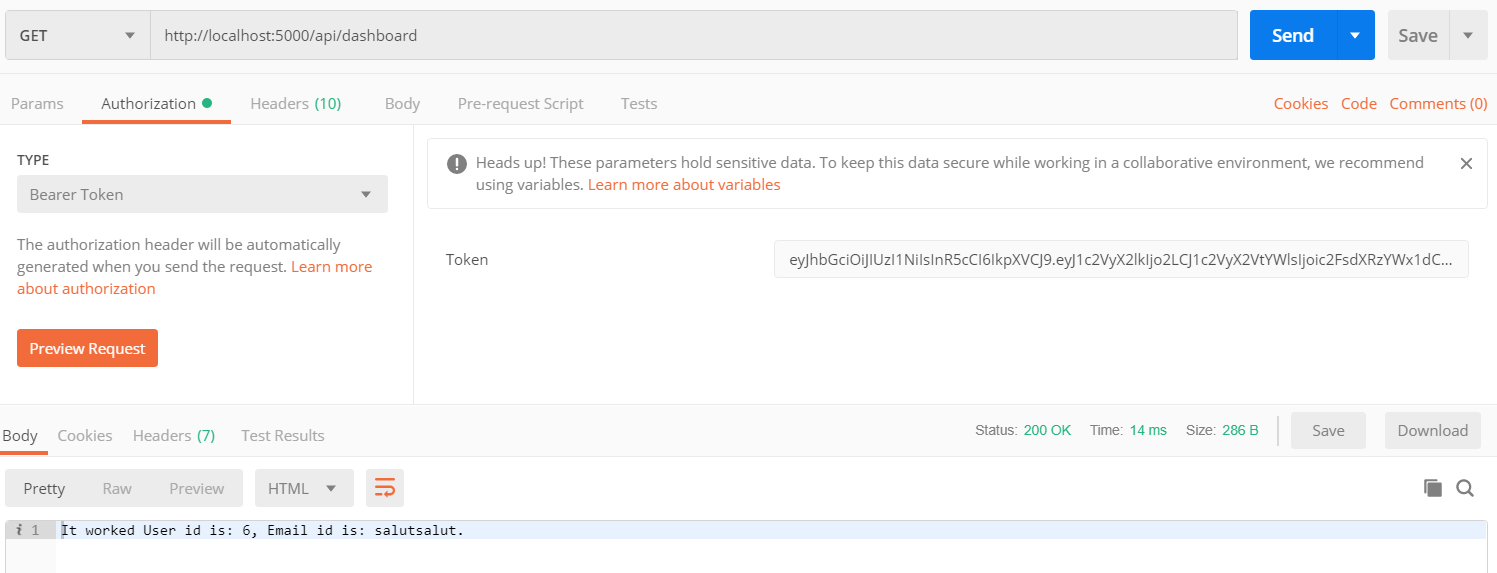 GET http://localhost:5000/api/dashboard Send Save
Params Authorization Headers (10) Body Pre-request Script Tests Cookies Code Comments (0)
TYPE
Bearer Token
The authorization header will be automatically
generated when you send the request. Learn more
about authorization
Preview Request
Heads up! These parameters hold sensitive data. To keep this data secure while working in a collaborative environment, we recommend
using variables. Learn more about variables
Token eyJhbGciOiJIUzI1NiIsInR5cCI6IkpXVCJ9.eyJ1c2VyX2lkIjo2LCJ1c2VyX2VtYWlsIjoic2FsdXRzYWx1dC...
Body Cookies Headers (7) Test Results Status: 200 OK Time: 14 ms Size: 286 B Save Download
Pretty Raw Preview HTML
i 1 It worked User id is: 6, Email id is: salutsalut.